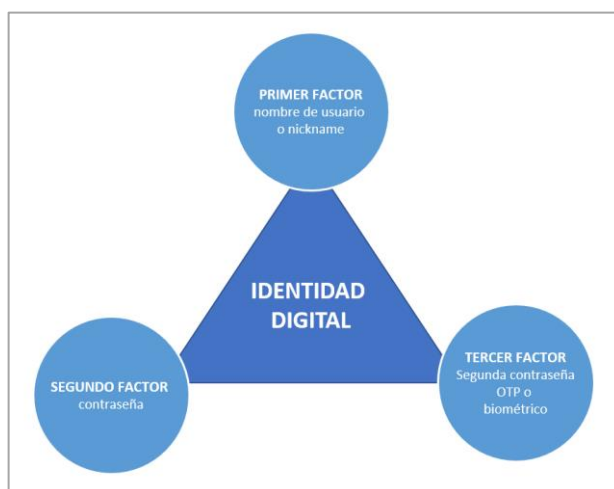 PRIMER FACTOR
nombre de usuario
o nickname
IDENTIDAD
DIGITAL
SEGUNDO FACTOR
contraseña
TERCER FACTOR
Segunda contraseña
OTP o
biométrico